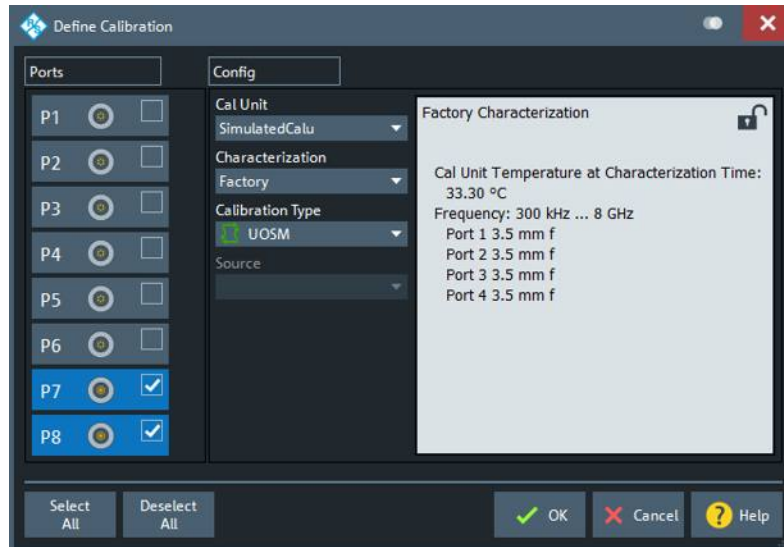 Define Calibration
Ports
P1
P2
P3
P4
P5
P6
P7
P8
Config
Cal Unit
SimulatedCalu
Characterization
Factory
Calibration Type
UOSM
Source
Factory Characterization
Cal Unit Temperature at Characterization Time:
33.30 °C
Frequency: 300 kHz ... 8 GHz
Port 1 3.5 mm f
Port 2 3.5 mm f
Port 3 3.5 mm f
Port 4 3.5 mm f
Select
All
Deselect
All
OK
Cancel
? Help